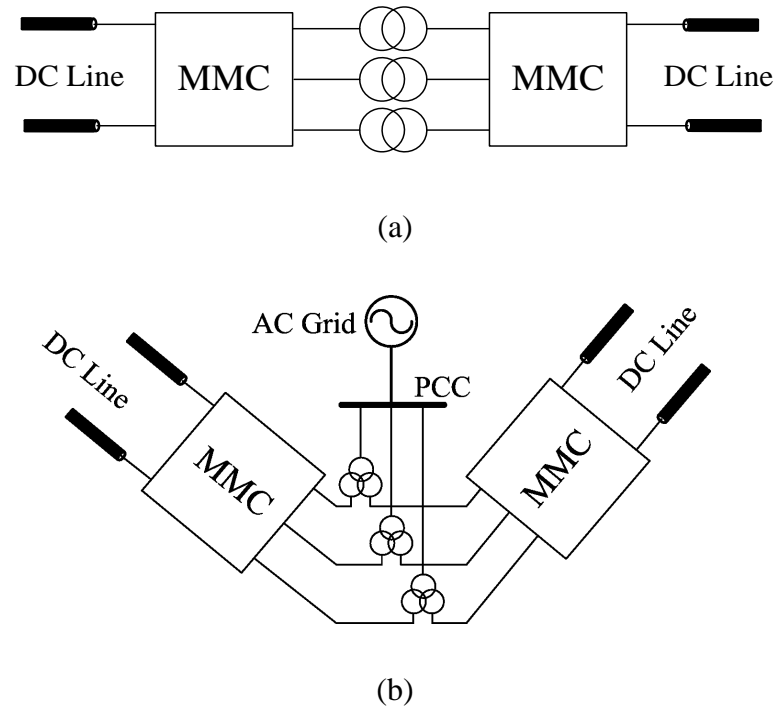 DC Line
MMC
MMC
DC Line
(a)
AC Grid
PCC
DC Line
DC Line
MMC
MMC
(b)